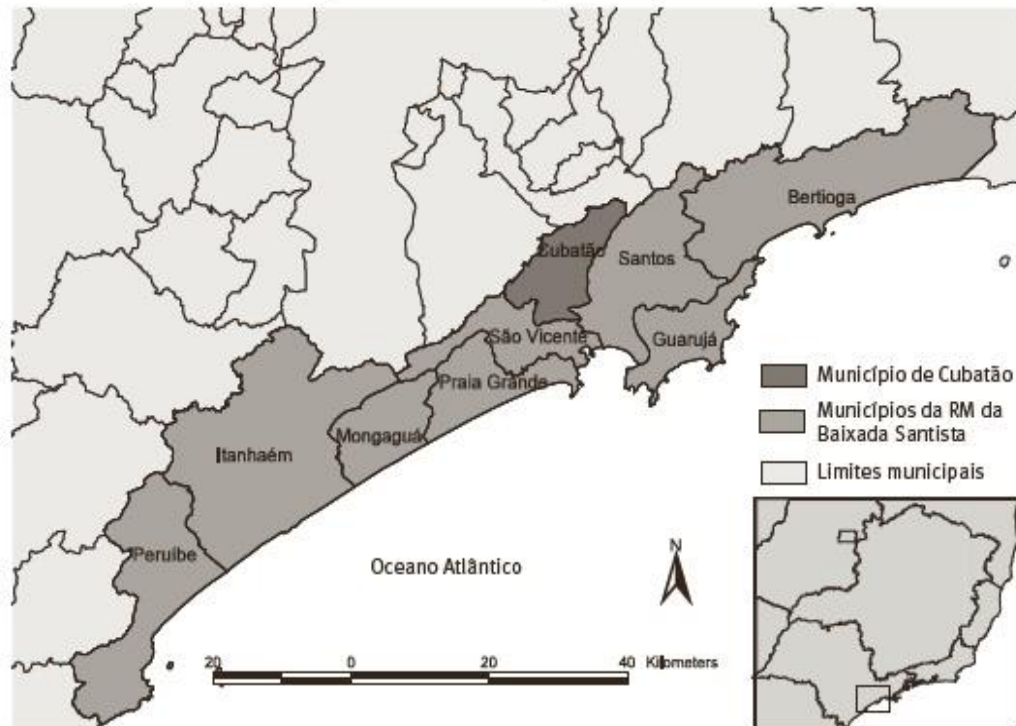 Bertioga
Cubatão
Santos
São Vicente
Guarujá
Praia Grande
Mongaguá
Itanhaém
Peruíbe
Oceano Atlântico
N
20 0 20 40 Kilometers
Município de Cubatão
Municípios da RM da
Baixada Santista
Limites municipais